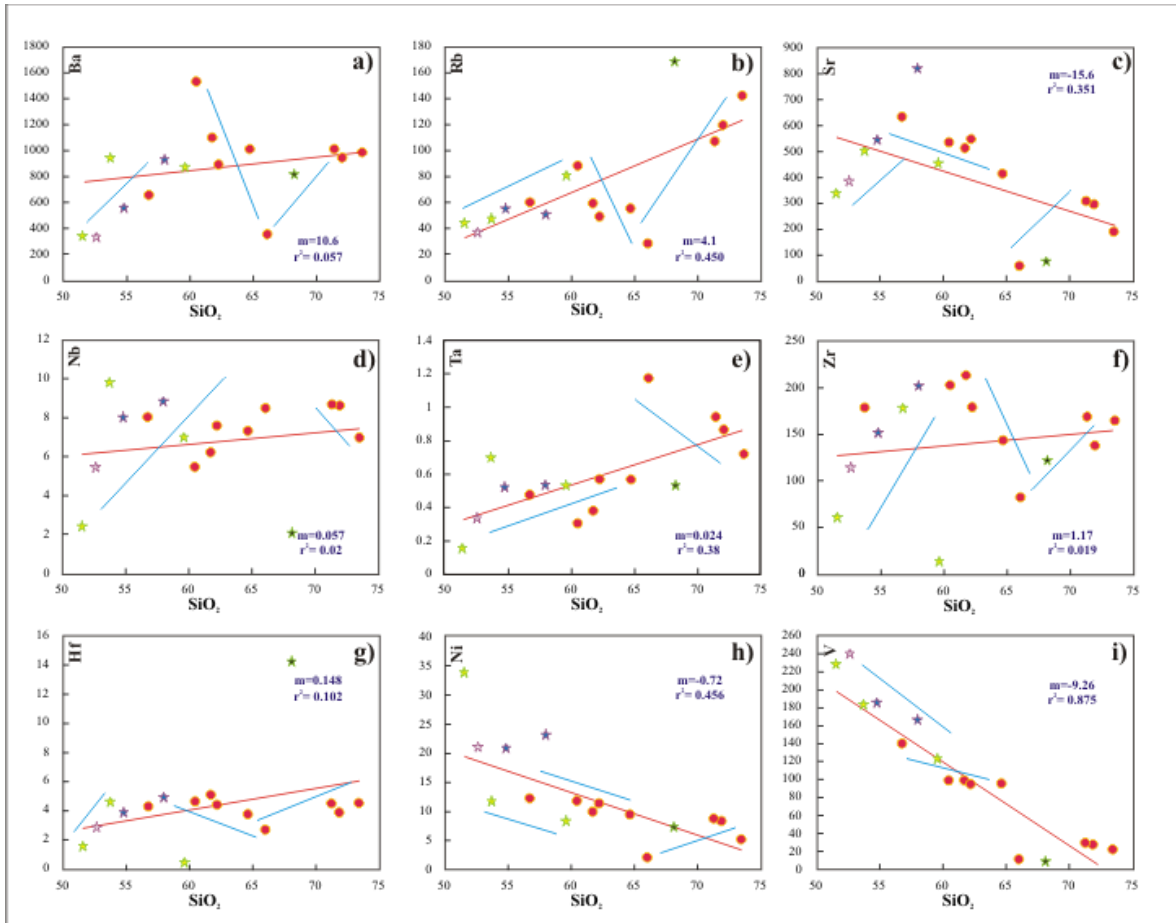 1800
1600
1400
1200
1000
800
600
400
200
0
Ba
a)
m=10.6
r²= 0.057
50 55 60 65 70 75
SiO₂
180
160
140
120
100
80
60
40
20
0
Rb
b)
m=4.1
r²= 0.450
50 55 60 65 70 75
SiO₂
900
800
700
600
500
400
300
200
100
0
Sr
c)
m=-15.6
r²= 0.351
50 55 60 65 70 75
SiO₂
12
10
8
6
4
2
0
Nb
d)
m=0.057
r²= 0.02
50 55 60 65 70 75
SiO₂
1.4
1.2
1
0.8
0.6
0.4
0.2
0
Ta
e)
m=0.024
r²= 0.38
50 55 60 65 70 75
SiO₂
250
200
150
100
50
0
Zr
f)
m=1.17
r²= 0.019
50 55 60 65 70 75
SiO₂
16
14
12
10
8
6
4
2
0
Hf
g)
m=0.148
r²= 0.102
50 55 60 65 70 75
SiO₂
40
35
30
25
20
15
10
5
0
Ni
h)
m=-0.72
r²= 0.456
50 55 60 65 70 75
SiO₂
260
240
220
200
180
160
140
120
100
80
60
40
20
0
V
i)
m=-9.26
r²= 0.875
50 55 60 65 70 75
SiO₂